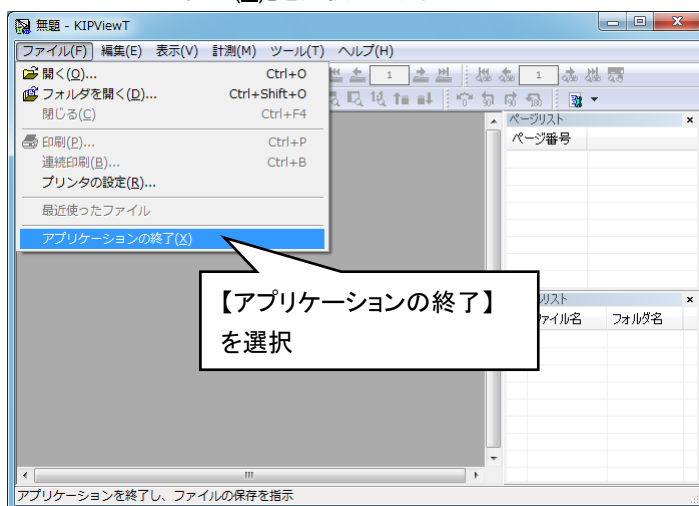 無題 - KIPViewT
ファイル(F) 編集(E) 表示(V) 計測(M) ツール(T) ヘルプ(H)
開く(O)... Ctrl+O
フォルダを開く(D)... Ctrl+Shift+O
閉じる(C) Ctrl+F4
印刷(P)... Ctrl+P
連続印刷(B)... Ctrl+B
プリンタの設定(R)...
最近使ったファイル
アプリケーションの終了(X)
1
1
ページリスト
ページ番号
【アプリケーションの終了】
を選択
リスト
ファイル名 フォルダ名
アプリケーションを終了し、ファイルの保存を指示